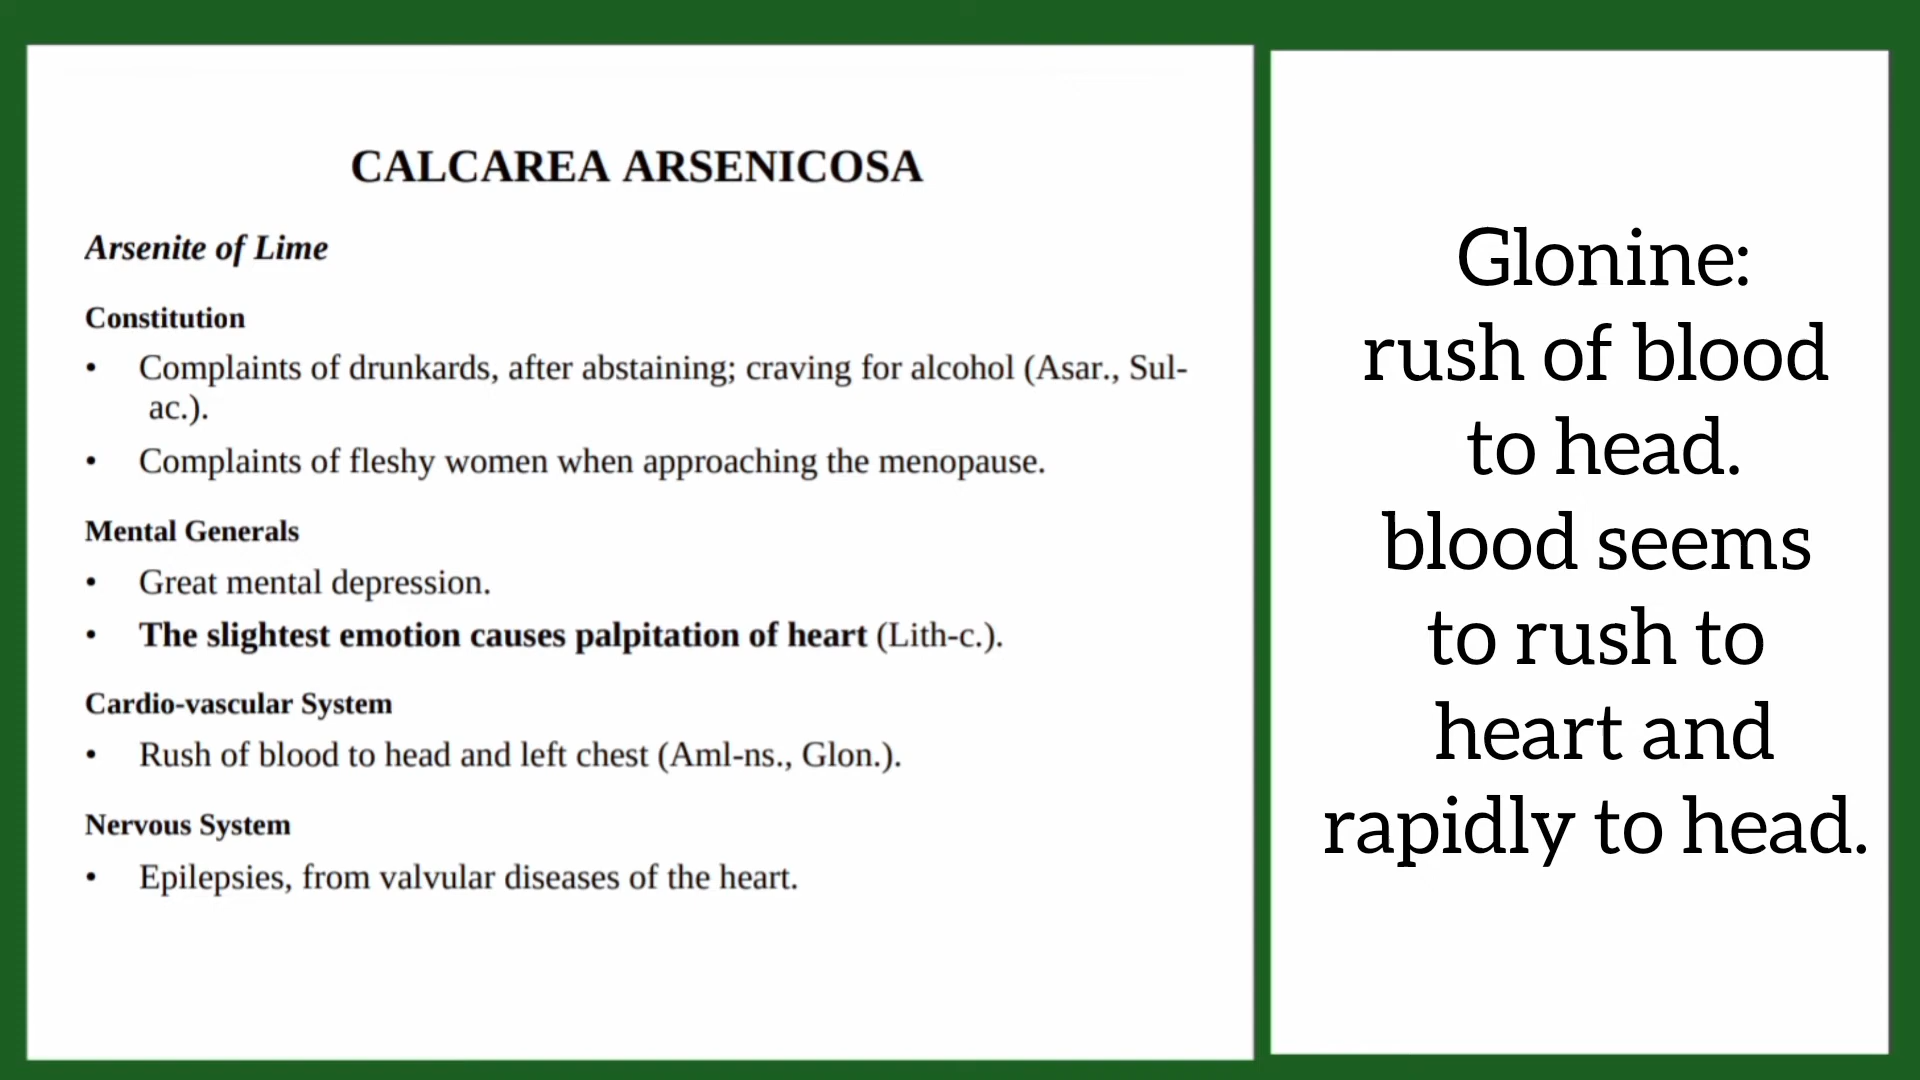 CALCAREA ARSENICOSA
Arsenite of Lime
Constitution
• Complaints of drunkards, after abstaining; craving for alcohol (Asar., Sul-
ac.).
• Complaints of fleshy women when approaching the menopause.
Mental Generals
• Great mental depression.
• The slightest emotion causes palpitation of heart (Lith-c.).
Cardio-vascular System
• Rush of blood to head and left chest (Aml-ns., Glon.).
Nervous System
• Epilepsies, from valvular diseases of the heart.
Glonine:
rush of blood
to head.
blood seems
to rush to
heart and
rapidly to head.